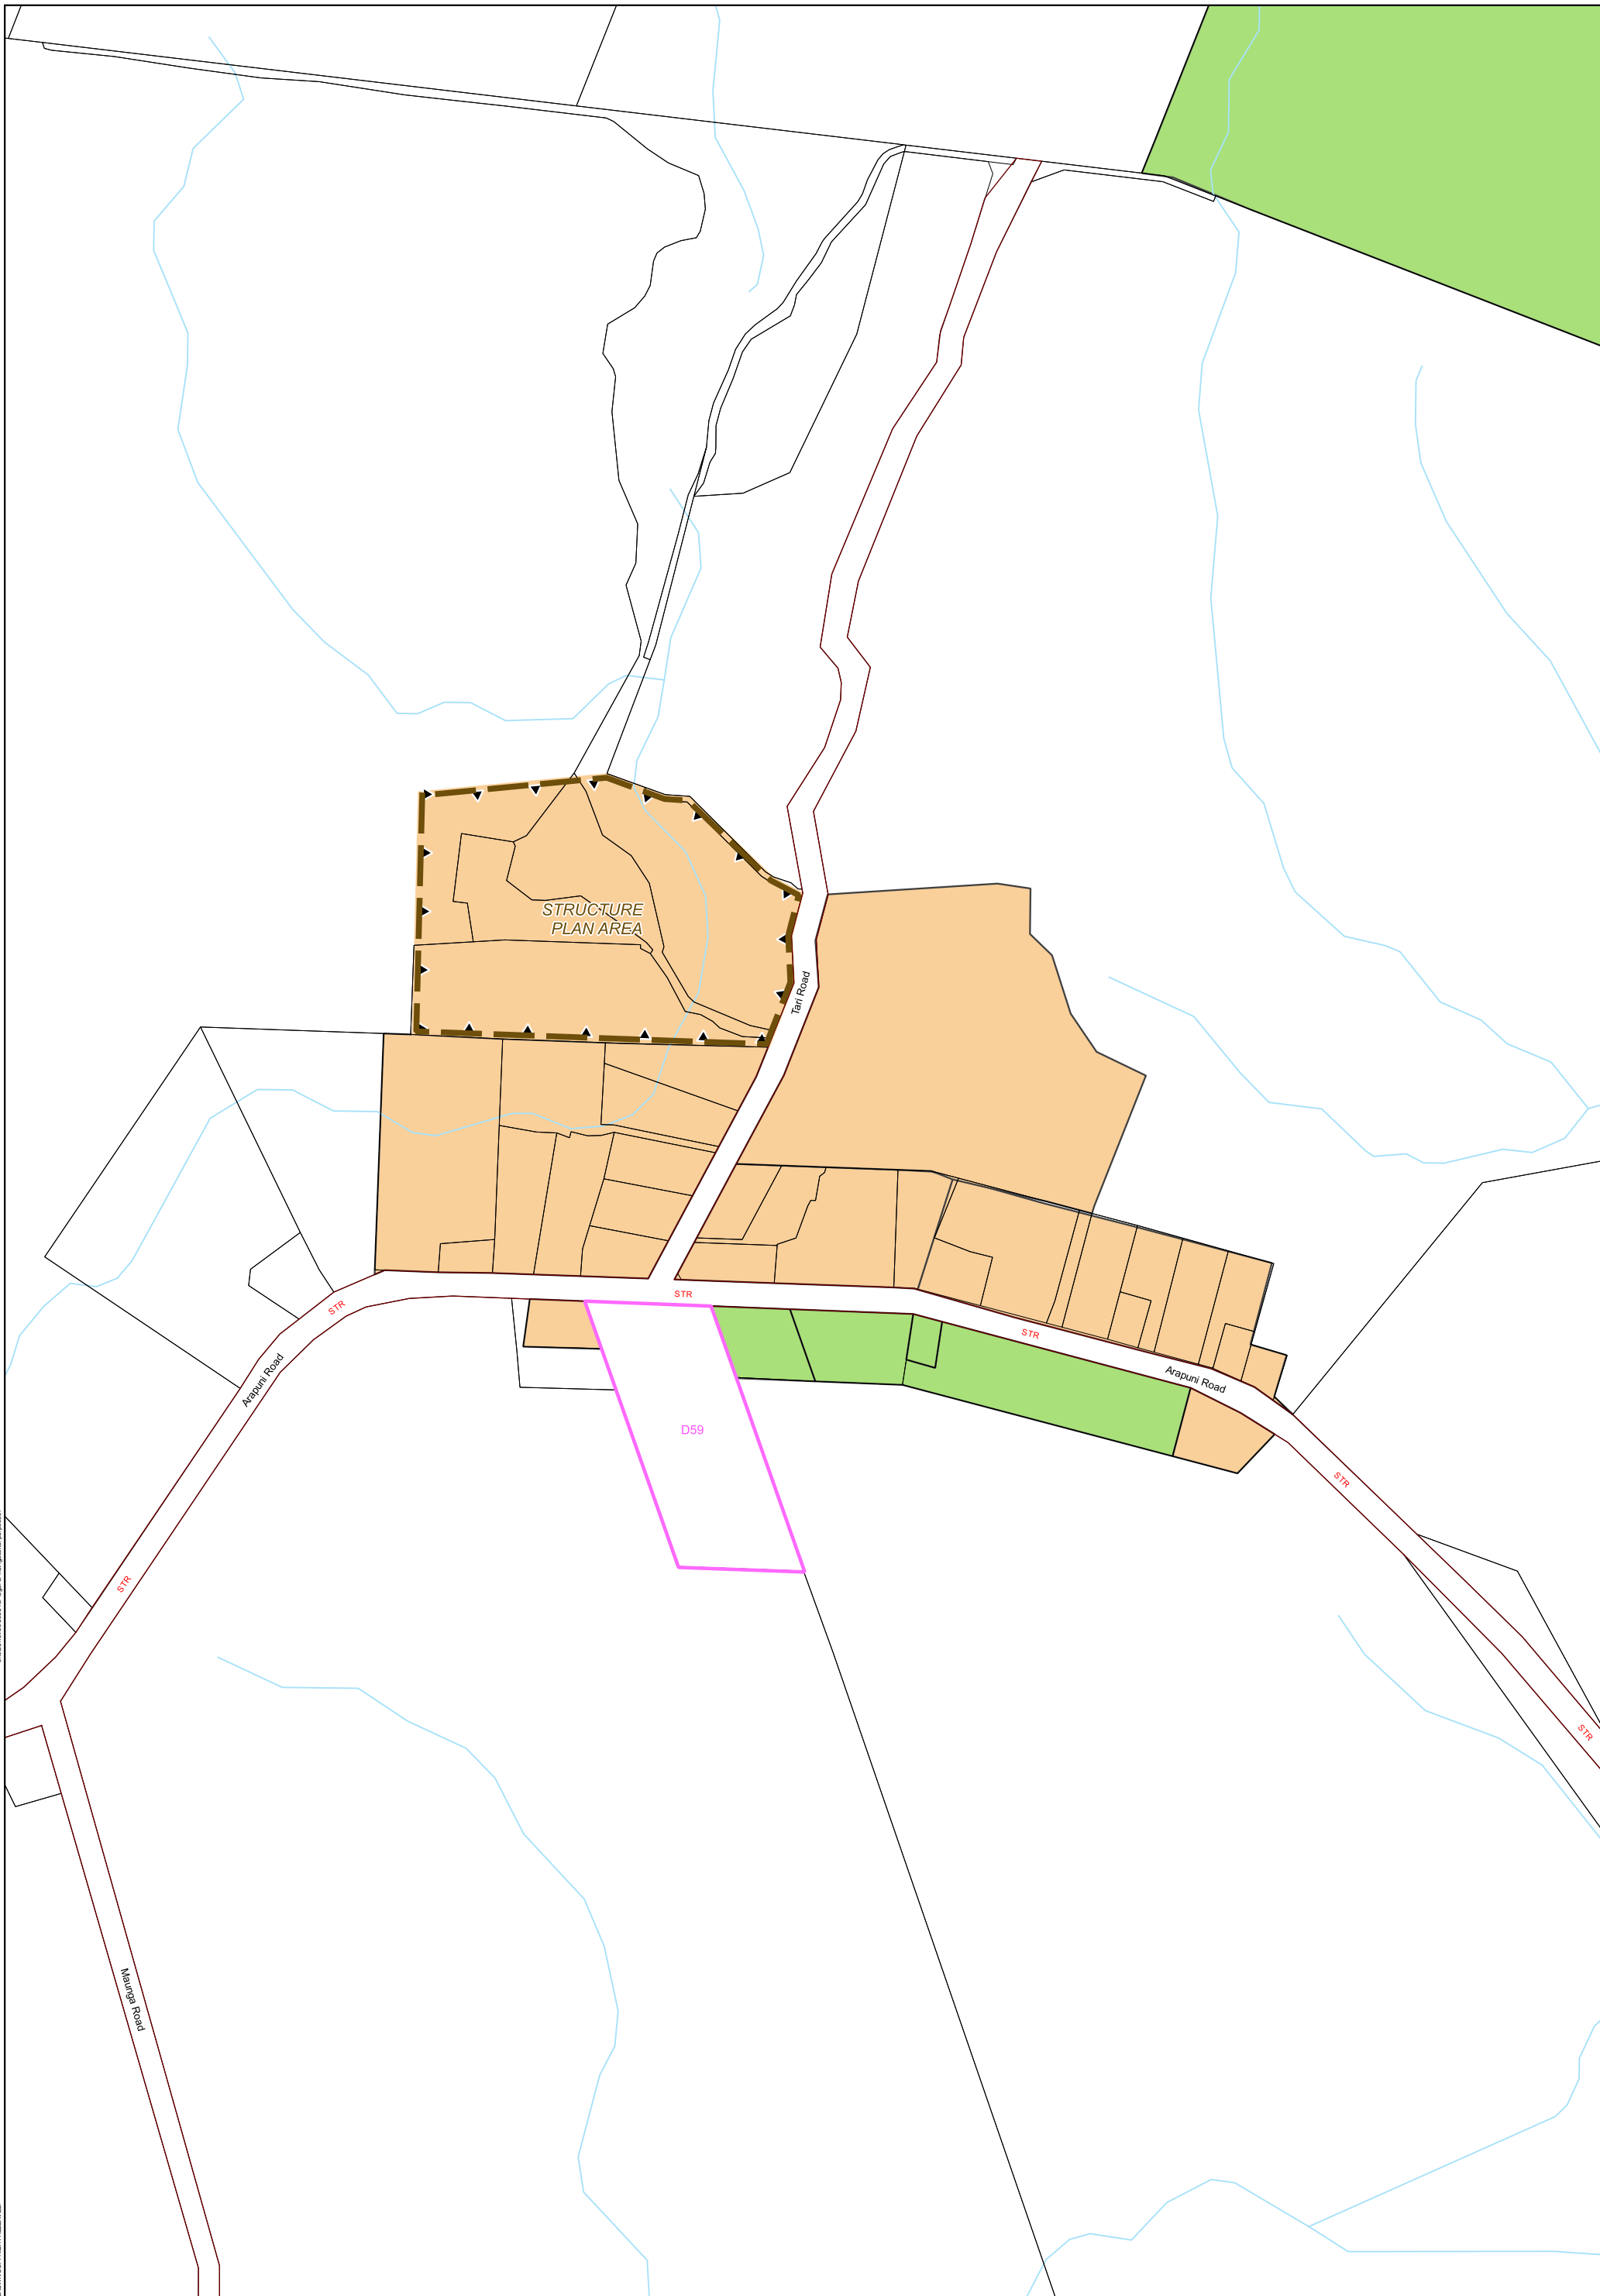 STRUCTURE
PLAN AREA
Tari Road
STR
STR
STR
Arapuni Road
Arapuni Road
D59
STR
STR
STR
Maunga Road